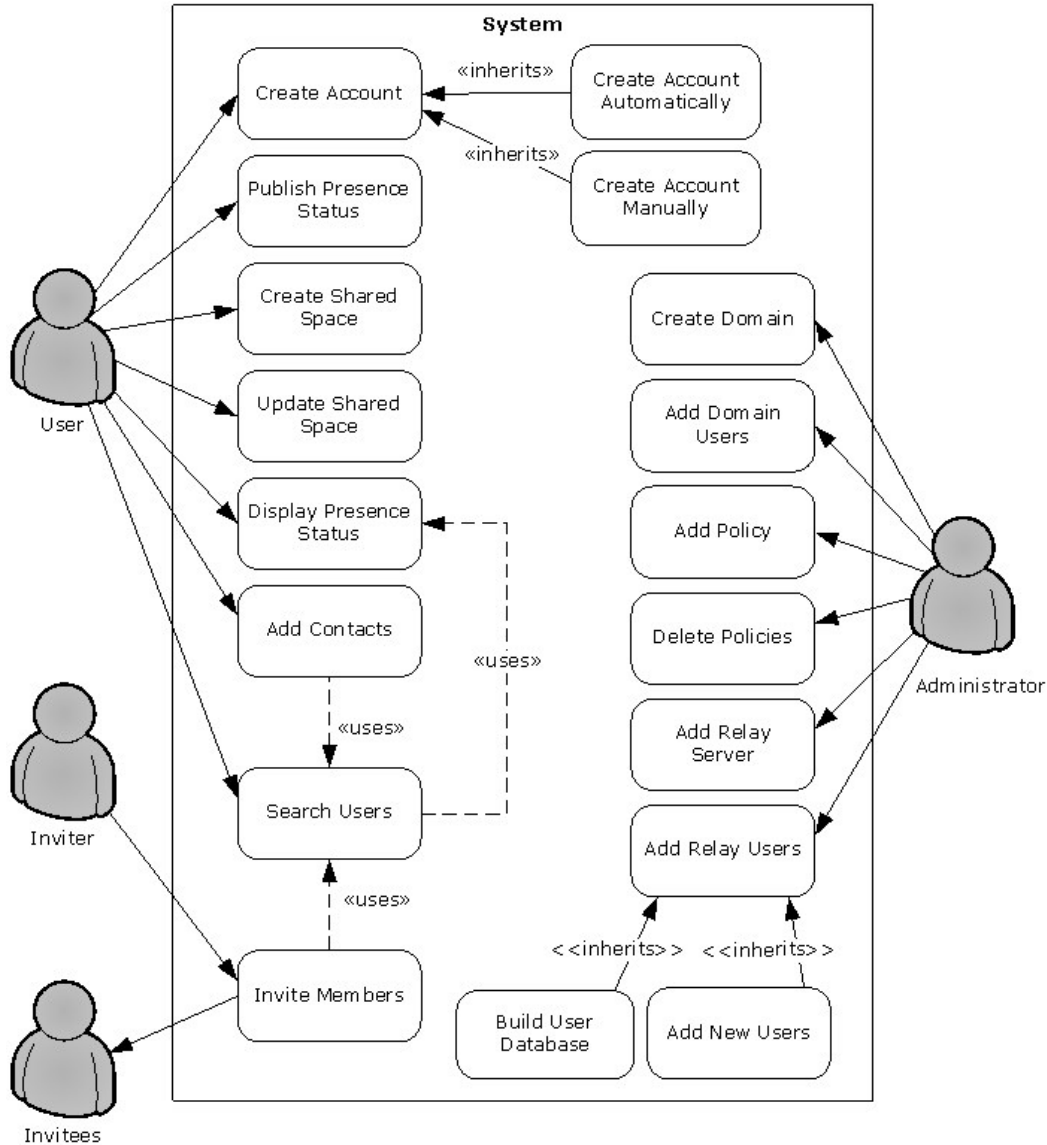 System
Create Account
«inherits»
Create Account
Automatically
«inherits»
Create Account
Manually
Publish Presence
Status
Create Shared
Space
Update Shared
Space
Display Presence
Status
Add Contacts
«uses»
«uses»
Search Users
«uses»
Invite Members
User
Inviter
Invitees
Create Domain
Add Domain
Users
Add Policy
Delete Policies
Add Relay
Server
Add Relay Users
<<inherits>>
<<inherits>>
Build User
Database
Add New Users
Administrator